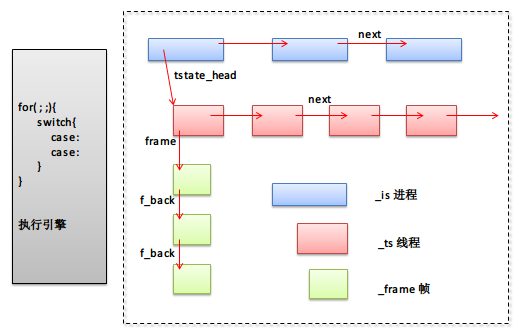 for( ; ;){
switch{
case:
case:
}
}
执行引擎
next
tstate_head
next
frame
f_back
f_back
_is 进程
_ts 线程
_frame 帧